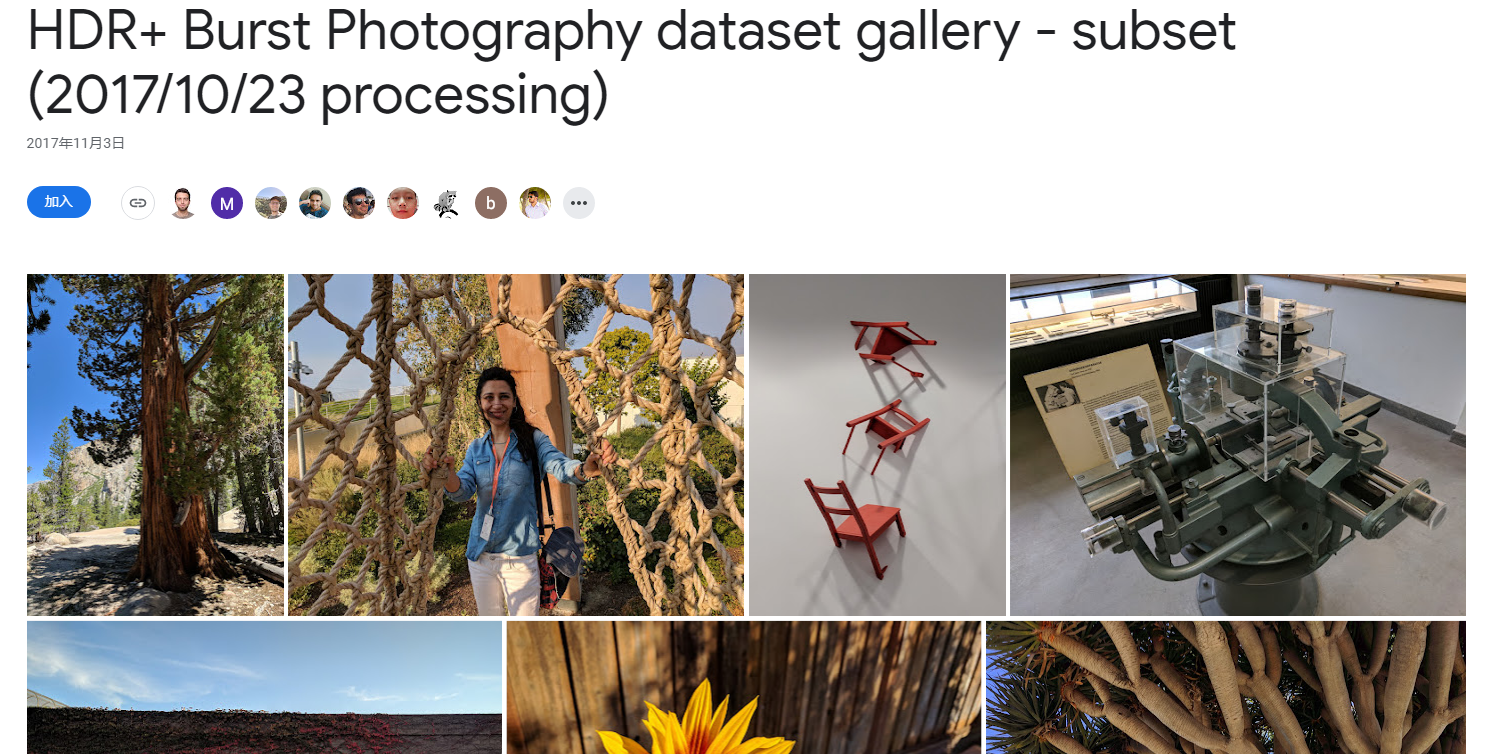 HDR+ Burst Photography dataset gallery - subset
(2017/10/23 processing)
2017年11月3日
加入
M
b